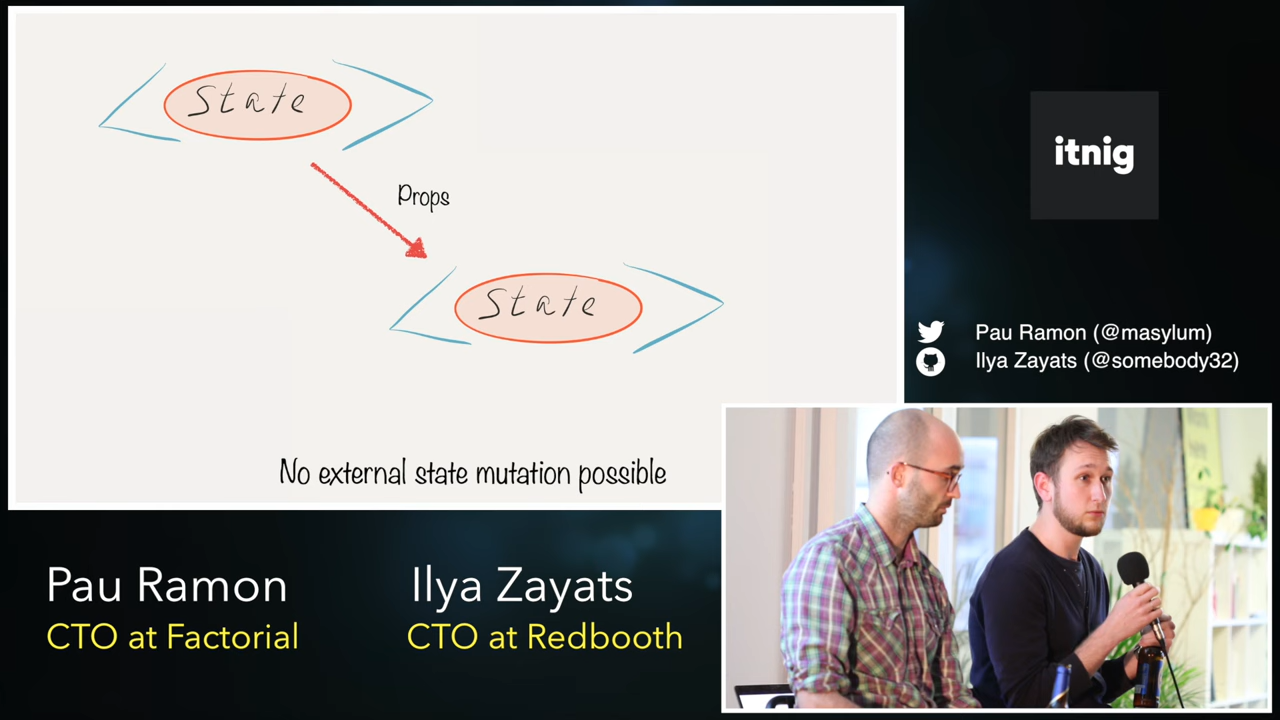 State
Props
State
No external state mutation possible
itnig
Pau Ramon (@masylum)
Ilya Zayats (@somebody32)
Pau Ramon
CTO at Factorial
Ilya Zayats
CTO at Redbooth